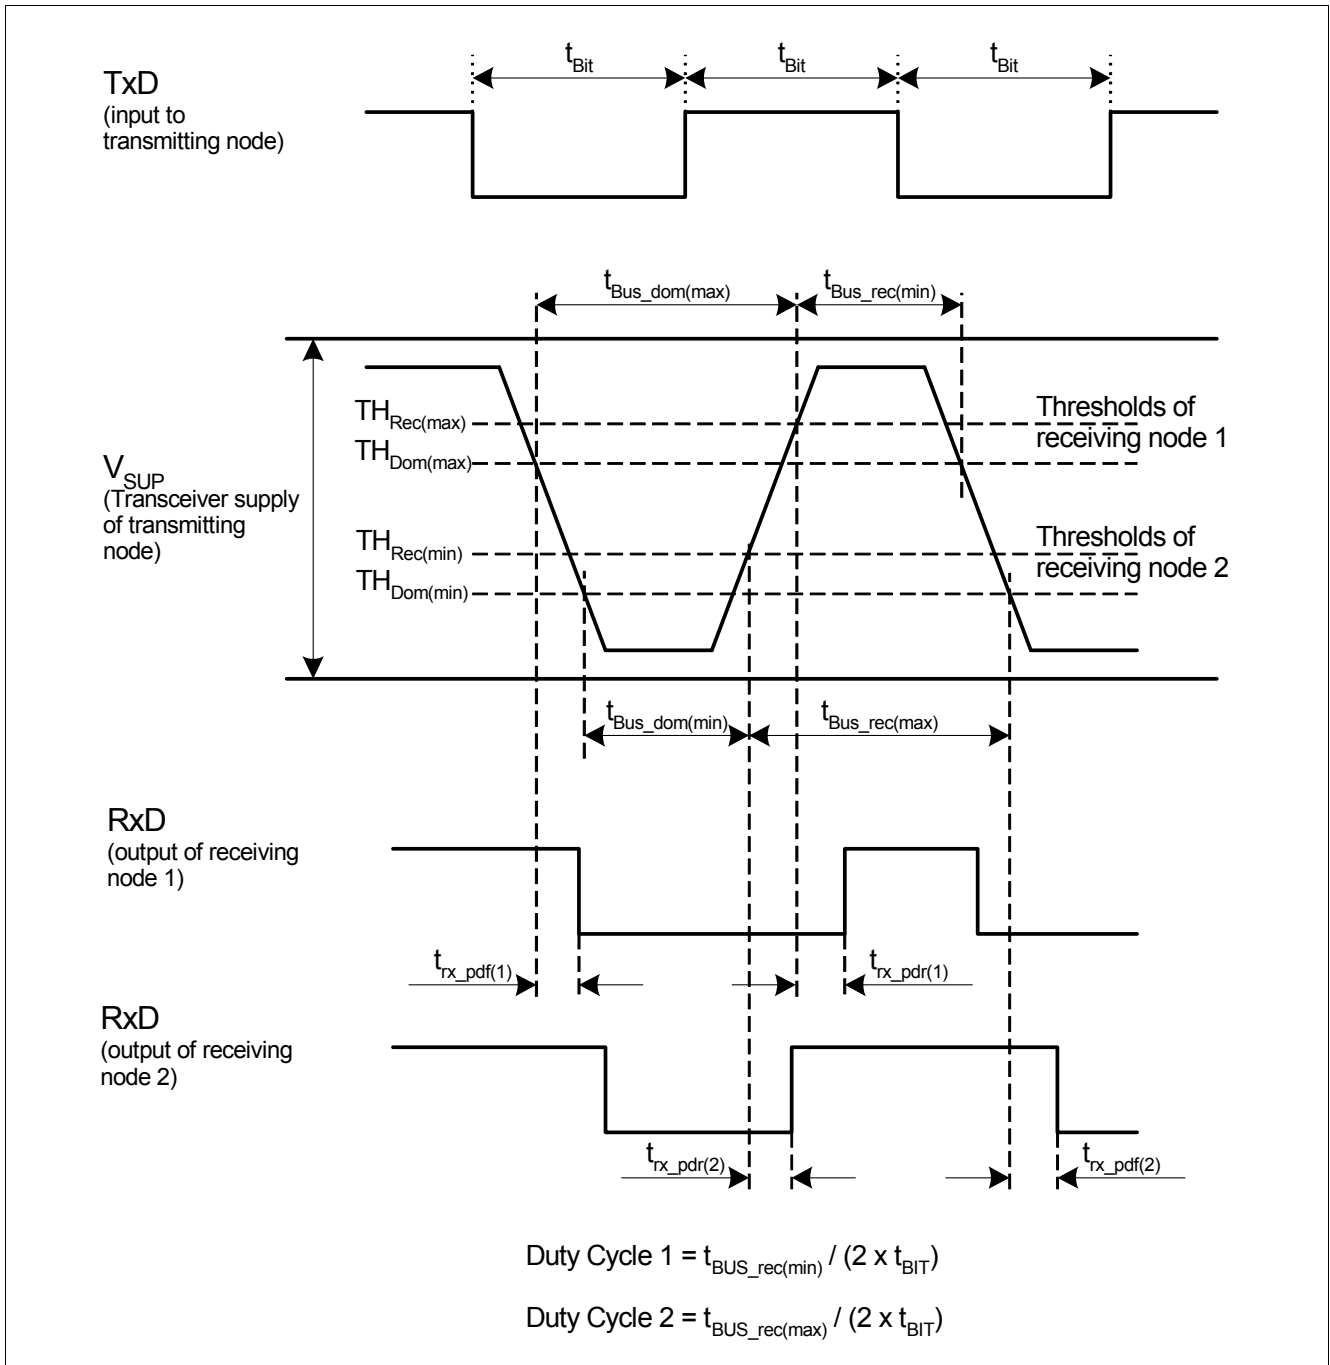 t_Bit t_Bit t_Bit
TxD
(input to
transmitting node)
t_Bus_dom(max) t_Bus_rec(min)
TH_Rec(max)
Thresholds of
receiving node 1
TH_Dom(max)
V_SUP
(Transceiver supply
of transmitting
node)
TH_Rec(min)
Thresholds of
receiving node 2
TH_Dom(min)
t_Bus_dom(min) t_Bus_rec(max)
RxD
(output of receiving
node 1)
t_rx_pdf(1) t_rx_pdr(1)
RxD
(output of receiving
node 2)
t_rx_pdr(2) t_rx_pdf(2)
Duty Cycle 1 = t_BUS_rec(min) / (2 x t_BIT)
Duty Cycle 2 = t_BUS_rec(max) / (2 x t_BIT)